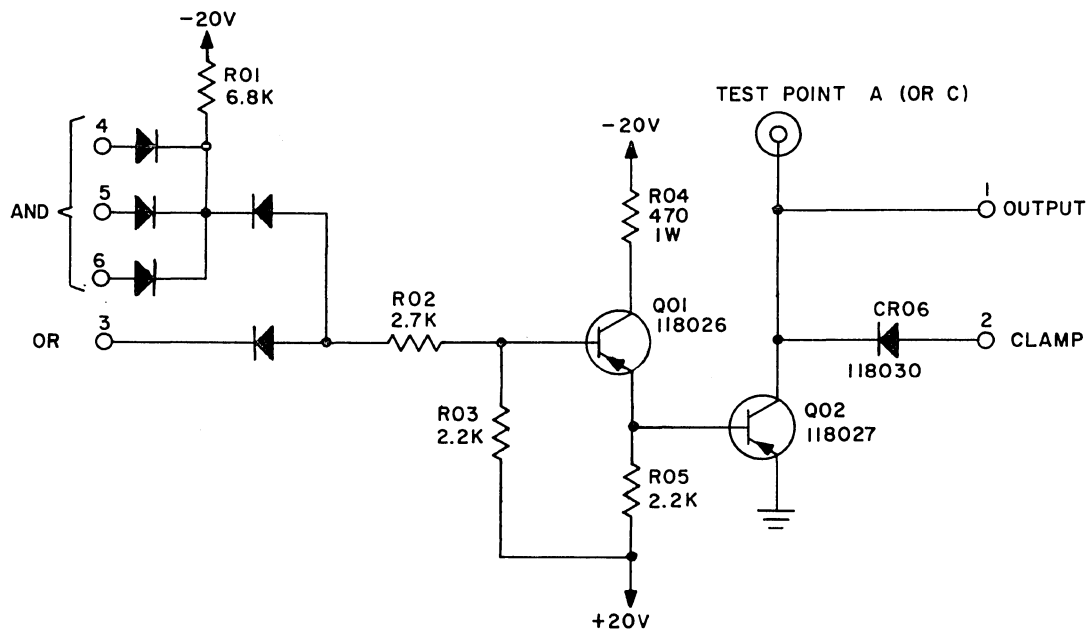 -20V
R01
6.8K
4
AND
5
6
OR
3
R02
2.7K
R03
2.2K
-20V
R04
470
1W
Q01
118026
R05
2.2K
+20V
TEST POINT A (OR C)
1
OUTPUT
CR06
118030
2
CLAMP
Q02
118027